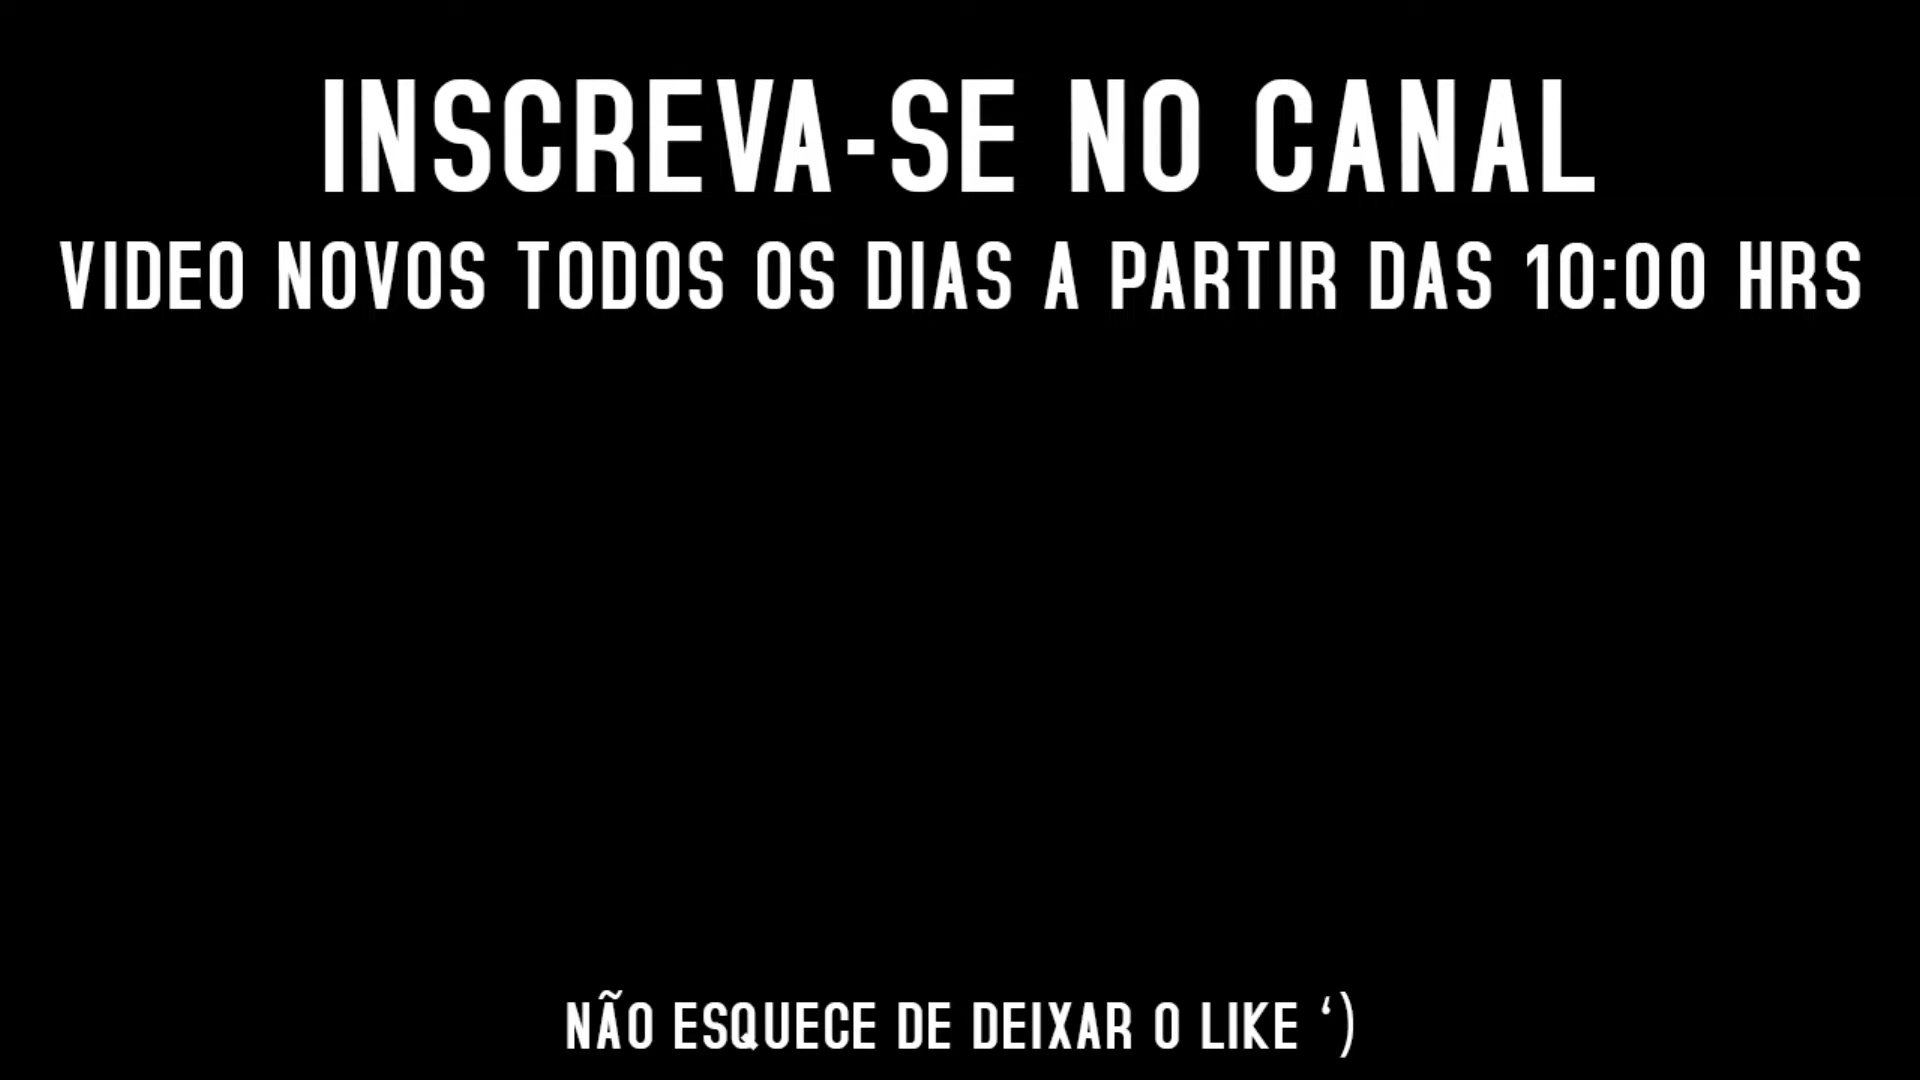 INSCREVA-SE NO CANAL
VIDEO NOVOS TODOS OS DIAS A PARTIR DAS 10:00 HRS
NÃO ESQUECE DE DEIXAR O LIKE ‘)